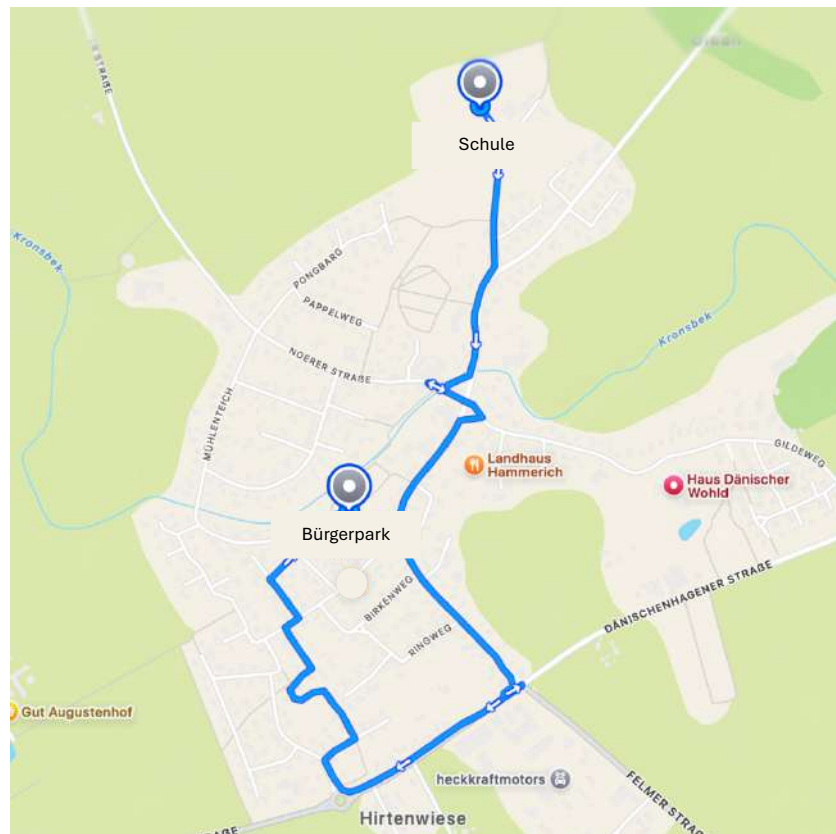 STRAßE
Schule
Kronsbek
PONGBARG
PAPPELWEG
Kronsbek
NOERER STRAßE
MÜHLENTEICH
Landhaus
Hammerich
GILDEWEG
Haus Dänischer
Wohld
Bürgerpark
DÄNISCHENHAGENER STRAßE
BIRKENWEG
RINGWEG
Gut Augustenhof
heckkraftmotors
FELMER STRAß
Hirtenwiese